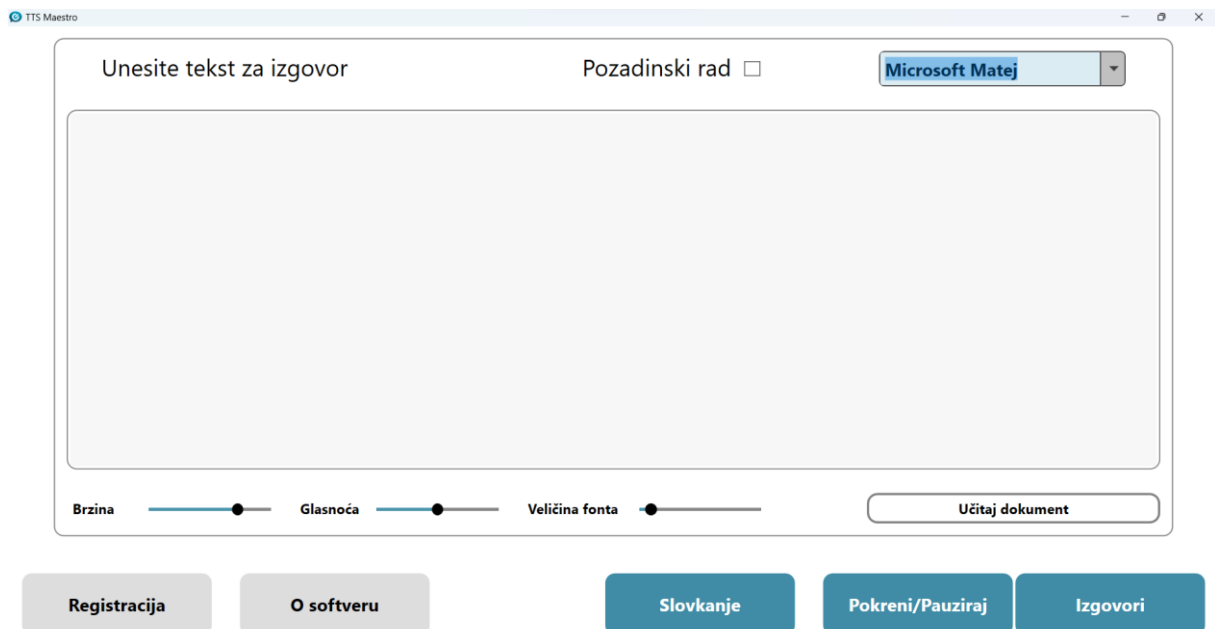 TTS Maestro
Unesite tekst za izgovor
Pozadinski rad
Microsoft Matej
Brzina
Glasnoća
Veličina fonta
Učitaj dokument
Registracija
O softveru
Slovkanje
Pokreni/Pauziraj
Izgovori